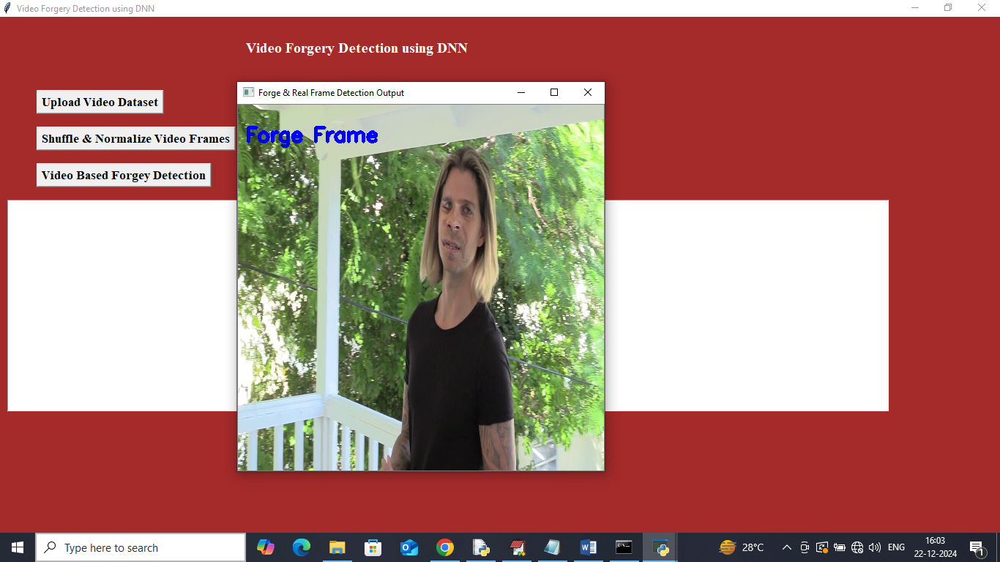 Video Forgery Detection using DNN
Video Forgery Detection using DNN
Upload Video Dataset
Shuffle & Normalize Video Frames
Video Based Forgey Detection
Forge & Real Frame Detection Output
Forge Frame
Type here to search
28°C
ENG
16:03
22-12-2024
1